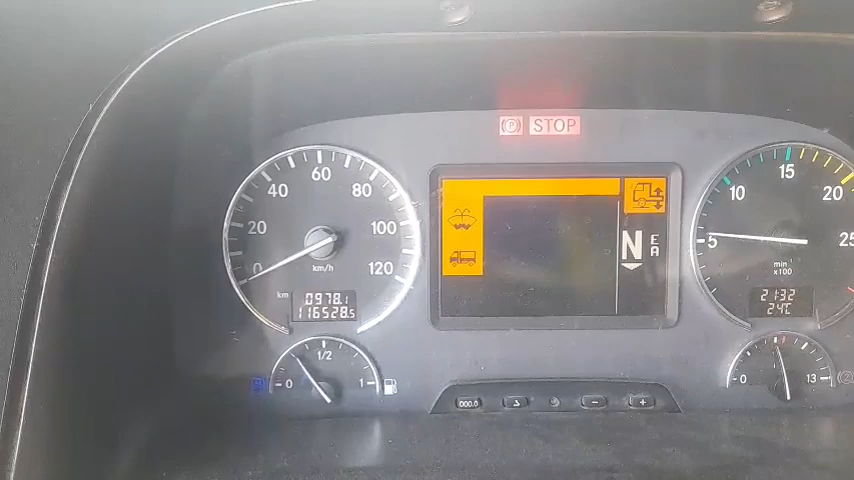 (P) STOP
0 20 40 60 80 100 120
km/h
km 0978.1
116528.5
N E
A
5 10 15 20 25
min⁻¹
x100
21:32
24°C
0 1/2 1
0 13
000.0 - +